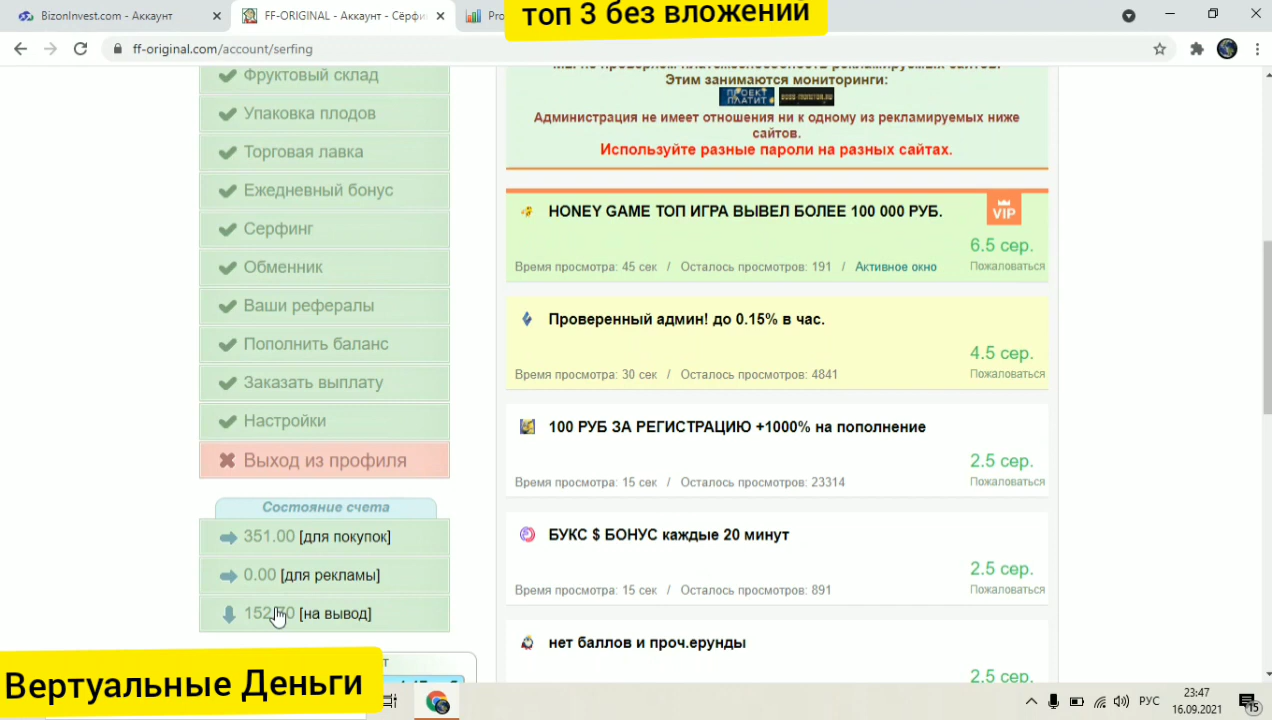 BizonInvest.com - Аккаунт
FF-ORIGINAL - Аккаунт - Сёрфи
топ 3 без вложений
ff-original.com/account/serfing
Фруктовый склад
Упаковка плодов
Торговая лавка
Ежедневный бонус
Серфинг
Обменник
Ваши рефералы
Пополнить баланс
Заказать выплату
Настройки
Выход из профиля
Состояние счета
351.00 [для покупок]
0.00 [для рекламы]
[на вывод]
Этим занимаются мониторинги:
ПРОЕКТ
ПЛАТИТ
Администрация не имеет отношения ни к одному из рекламируемых ниже
сайтов.
Используйте разные пароли на разных сайтах.
HONEY GAME ТОП ИГРА ВЫВЕЛ БОЛЕЕ 100 000 РУБ.
VIP
6.5 сер.
Время просмотра: 45 сек / Осталось просмотров: 191 / Активное окно
Пожаловаться
Проверенный админ! до 0.15% в час.
4.5 сер.
Время просмотра: 30 сек / Осталось просмотров: 4841
Пожаловаться
100 РУБ ЗА РЕГИСТРАЦИЮ +1000% на пополнение
2.5 сер.
Время просмотра: 15 сек / Осталось просмотров: 23314
Пожаловаться
БУКС $ БОНУС каждые 20 минут
2.5 сер.
Время просмотра: 15 сек / Осталось просмотров: 891
Пожаловаться
нет баллов и проч.ерунды
2.5 сер.
Вертуальные Деньги
РУС
23:47
16.09.2021
15